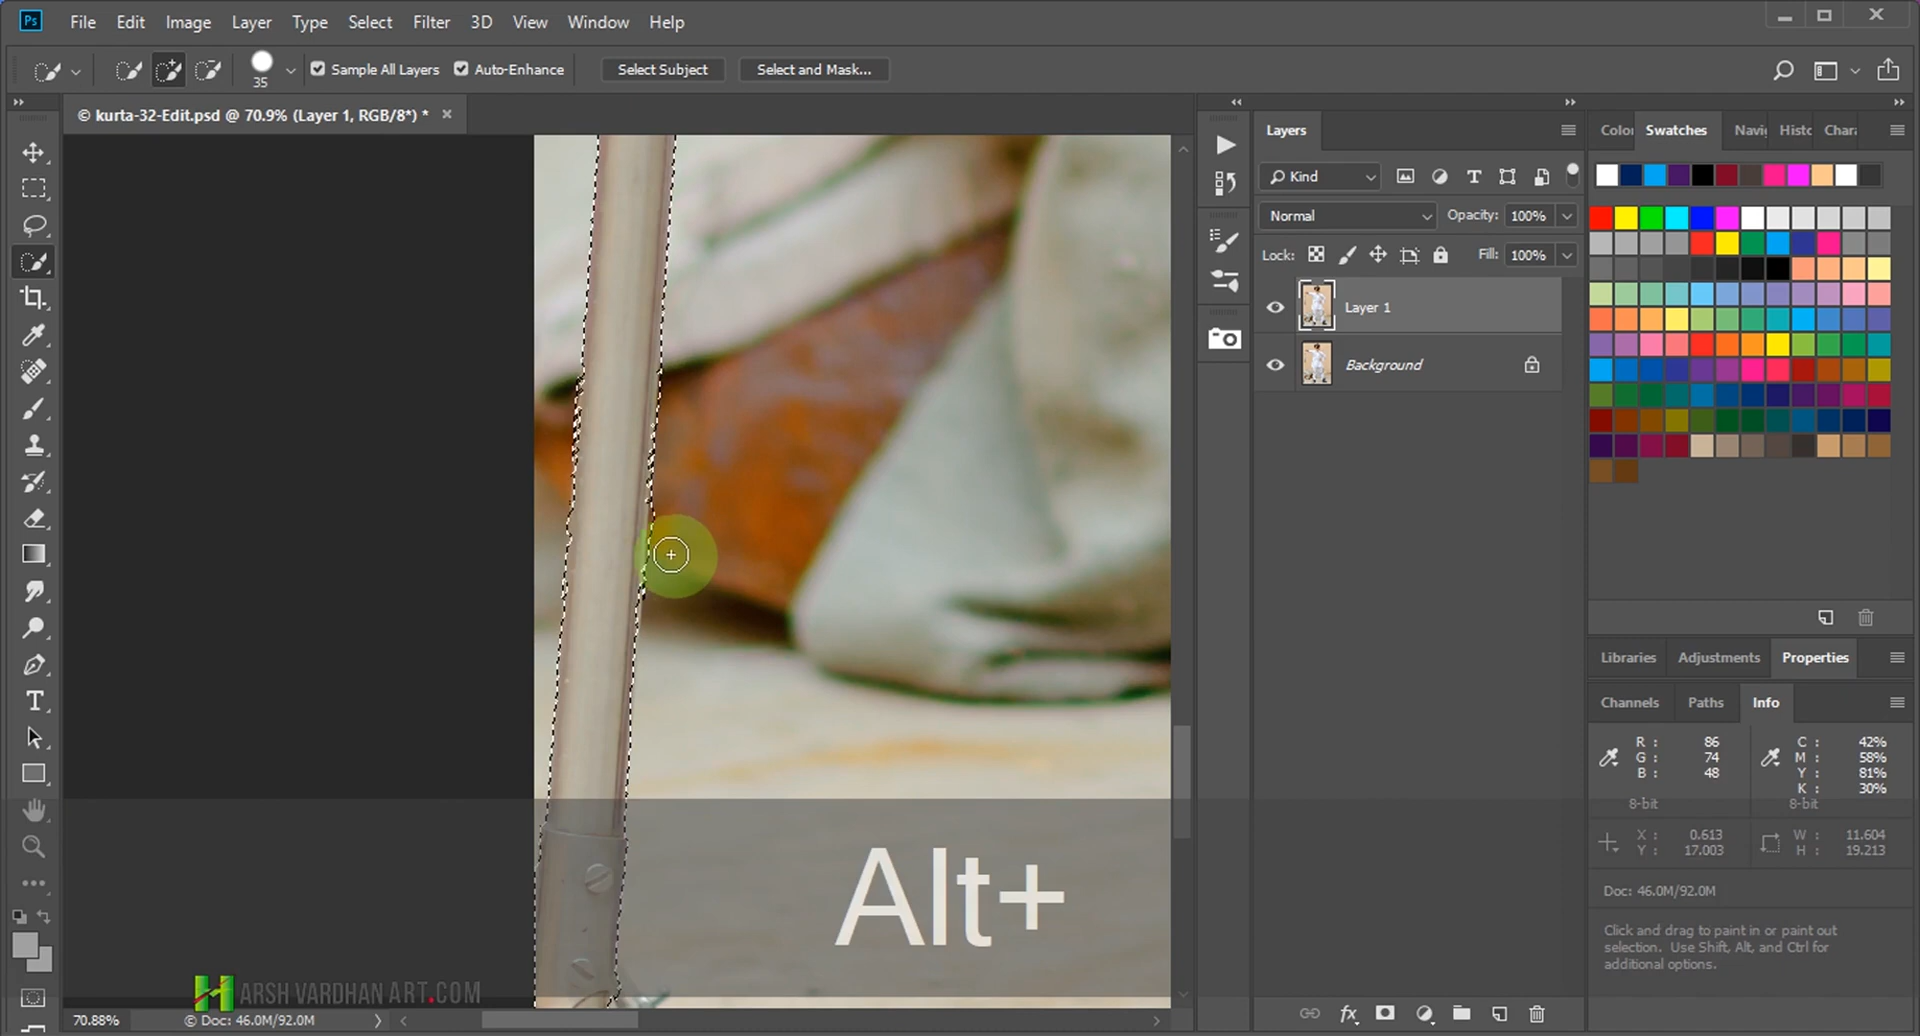 Ps File Edit Image Layer Type Select Filter 3D View Window Help
35 Sample All Layers Auto-Enhance Select Subject Select and Mask...
© kurta-32-Edit.psd @ 70.9% (Layer 1, RGB/8*) * ×
Layers
Kind
Normal Opacity: 100%
Lock: Fill: 100%
Layer 1
Background
Color Swatches Navi Histo Chara
Libraries Adjustments Properties
Channels Paths Info
R : 86 C : 42%
G : 74 M : 58%
B : 48 Y : 81%
K : 30%
8-bit 8-bit
X : 0.613 W : 11.604
Y : 17.003 H : 19.213
Doc: 46.0M/92.0M
Click and drag to paint in or paint out
selection. Use Shift, Alt, and Ctrl for
additional options.
Alt+
HARSH VARDHAN ART.COM
70.88% © Doc: 46.0M/92.0M
fx
T